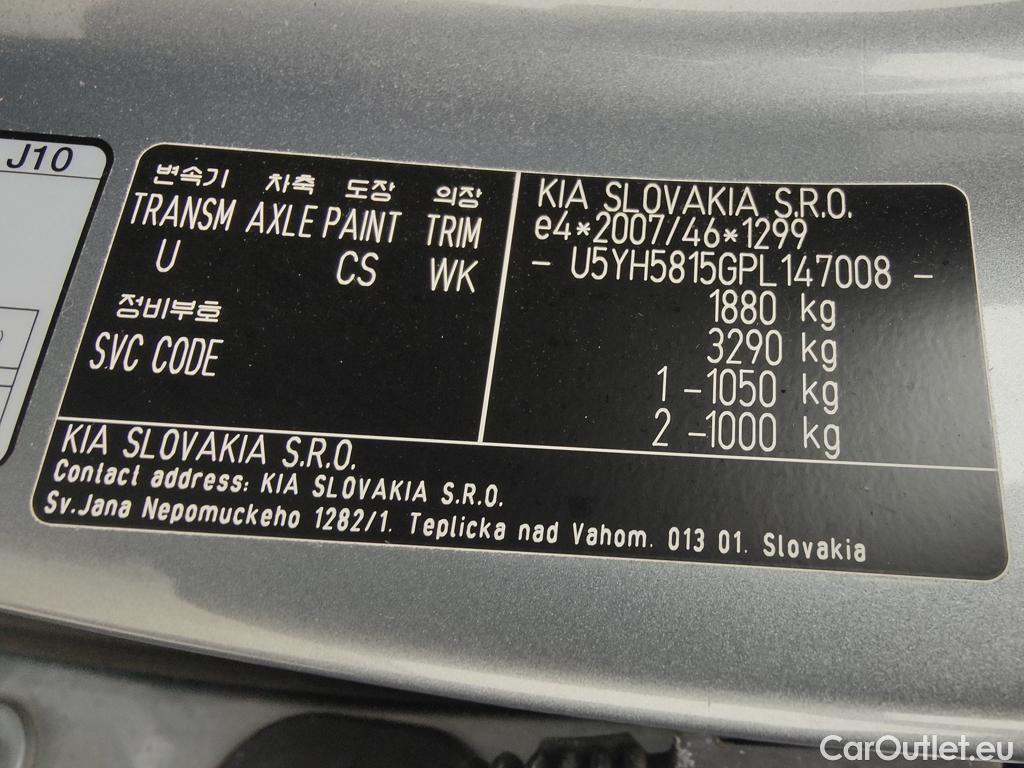 J10
변속기 차축 도장 의장
TRANSM AXLE PAINT TRIM
U CS WK
정비부호
SVC CODE
KIA SLOVAKIA S.R.O.
e4*2007/46*1299
- U5YH5815GPL147008 -
1880 kg
3290 kg
1 -1050 kg
2 -1000 kg
KIA SLOVAKIA S.R.O.
Contact address: KIA SLOVAKIA S.R.O.
Sv.Jana Nepomuckeho 1282/1. Teplicka nad Vahom. 013 01. Slovakia
CarOutlet.eu